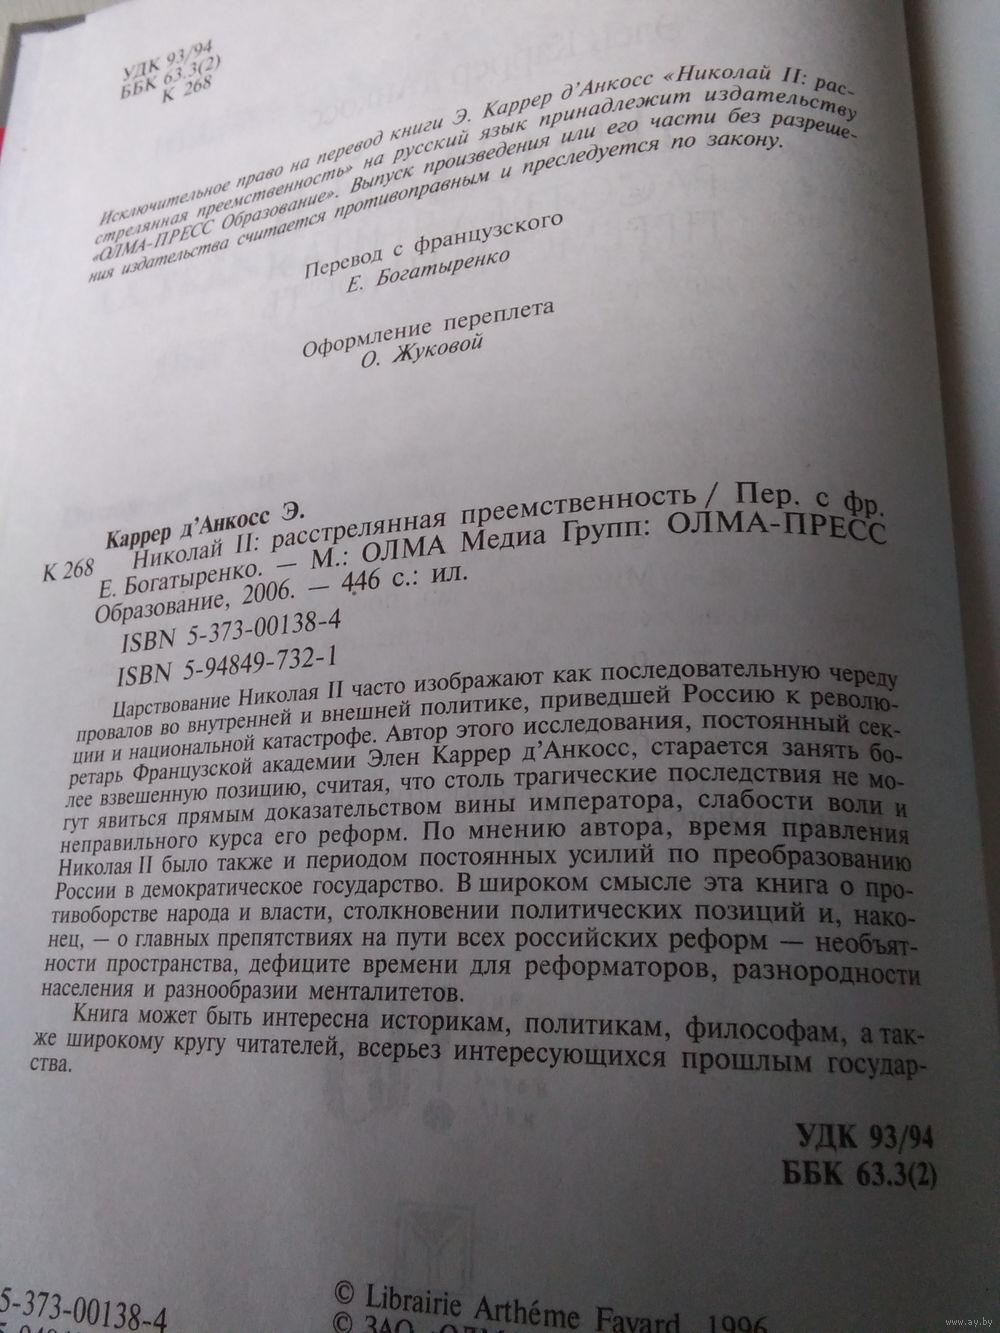 УДК 93/94
ББК 63.3(2)
К 268
Исключительное право на перевод книги Э. Каррер д'Анкосс «Николай II: рас-
стрелянная преемственность» на русский язык принадлежит издательству
«ОЛМА-ПРЕСС Образование». Выпуск произведения или его части без разреше-
ния издательства считается противоправным и преследуется по закону.
Перевод с французского
Е. Богатыренко
Оформление переплета
О. Жуковой
Каррер д'Анкосс Э.
К 268 Николай II: расстрелянная преемственность / Пер. с фр.
Е. Богатыренко. — М.: ОЛМА Медиа Групп: ОЛМА-ПРЕСС
Образование, 2006. — 446 с.: ил.
ISBN 5-373-00138-4
ISBN 5-94849-732-1
Царствование Николая II часто изображают как последовательную череду
провалов во внутренней и внешней политике, приведшей Россию к револю-
ции и национальной катастрофе. Автор этого исследования, постоянный сек-
ретарь Французской академии Элен Каррер д'Анкосс, старается занять бо-
лее взвешенную позицию, считая, что столь трагические последствия не мо-
гут явиться прямым доказательством вины императора, слабости воли и
неправильного курса его реформ. По мнению автора, время правления
Николая II было также и периодом постоянных усилий по преобразованию
России в демократическое государство. В широком смысле эта книга о про-
тивоборстве народа и власти, столкновении политических позиций и, нако-
нец, — о главных препятствиях на пути всех российских реформ — необъят-
ности пространства, дефиците времени для реформаторов, разнородности
населения и разнообразии менталитетов.
Книга может быть интересна историкам, политикам, философам, а так-
же широкому кругу читателей, всерьез интересующихся прошлым государ-
ства.
УДК 93/94
ББК 63.3(2)
5-373-00138-4
© Librairie Arthéme Fayard, 1996
© ЗАО
www.ay.by